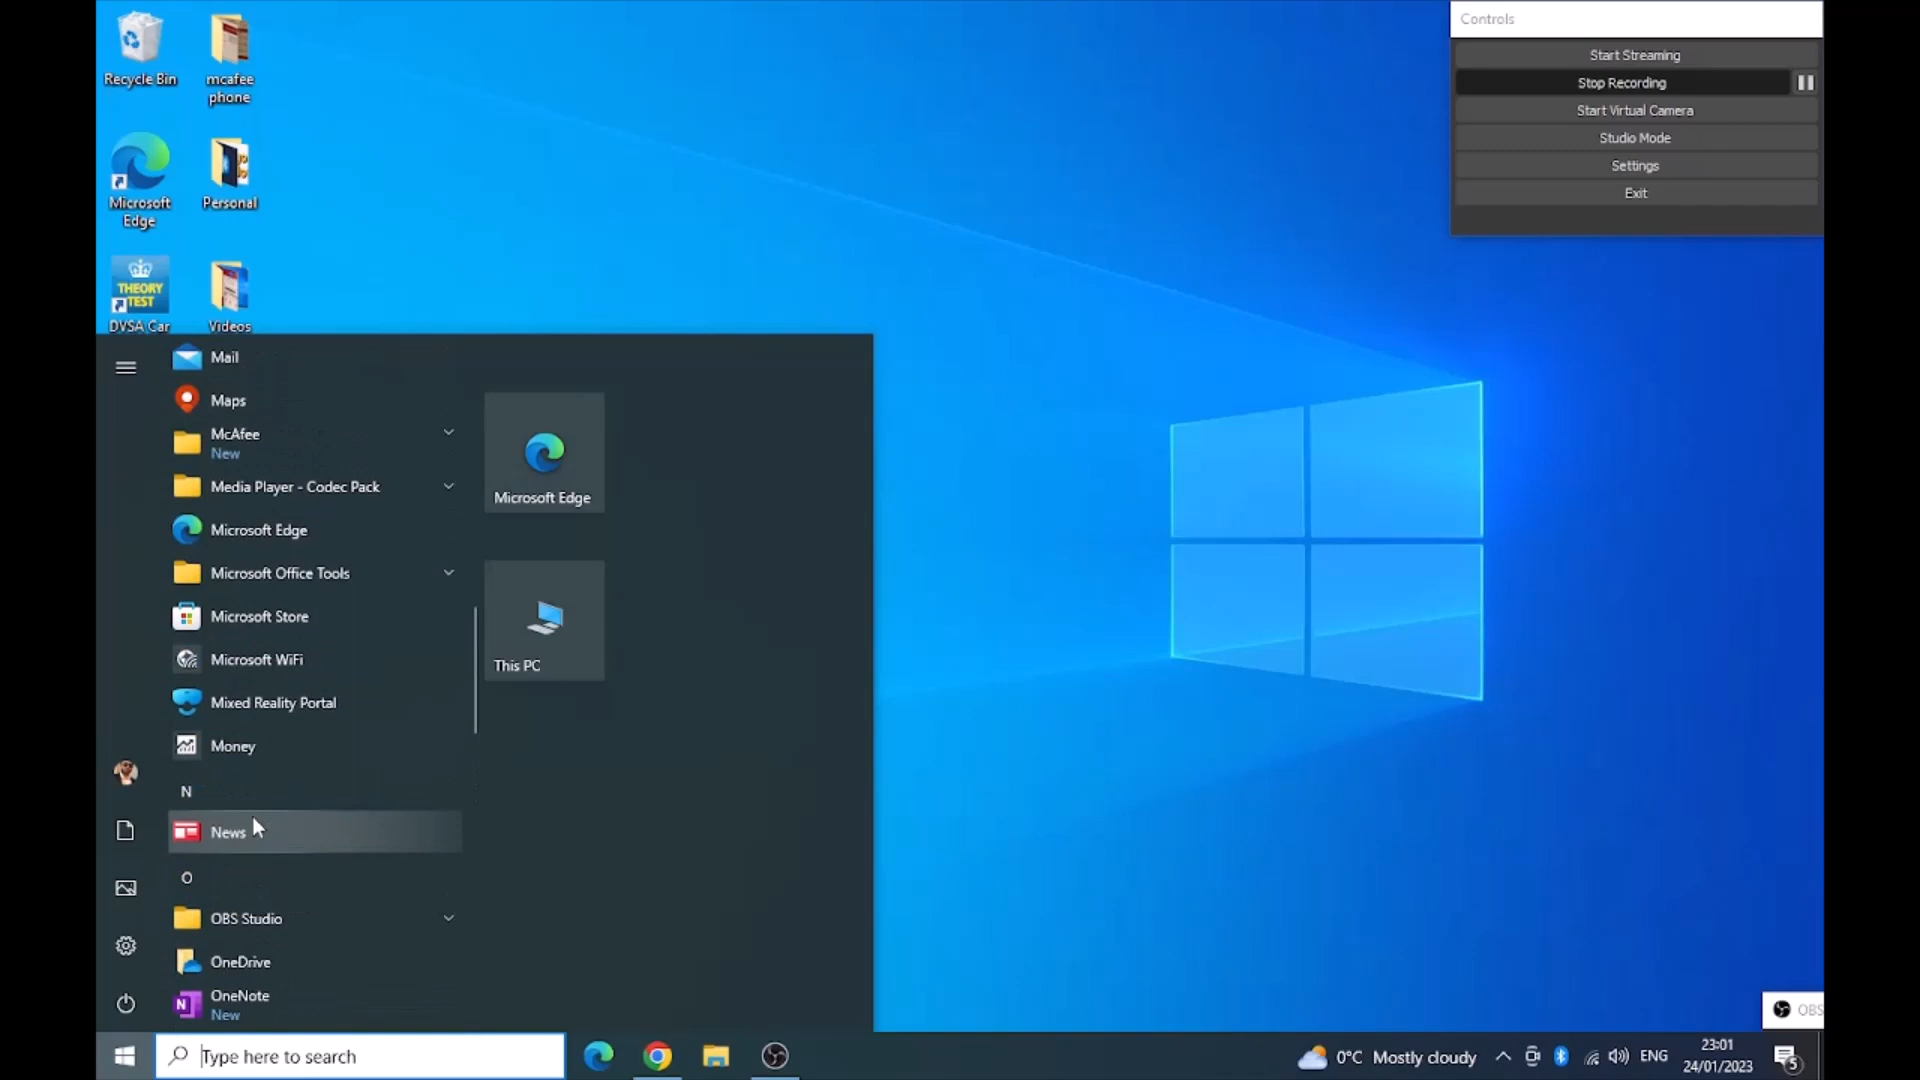 Recycle Bin
mcafee
phone
Microsoft
Edge
Personal
THEORY
TEST
DVSA Car
Videos
Controls
Start Streaming
Stop Recording
Start Virtual Camera
Studio Mode
Settings
Exit
Mail
Maps
McAfee
New
Media Player - Codec Pack
Microsoft Edge
Microsoft Office Tools
Microsoft Store
Microsoft WiFi
Mixed Reality Portal
Money
N
News
O
OBS Studio
OneDrive
N
OneNote
New
Microsoft Edge
This PC
OBS
Type here to search
0°C Mostly cloudy
ENG
23:01
24/01/2023
5